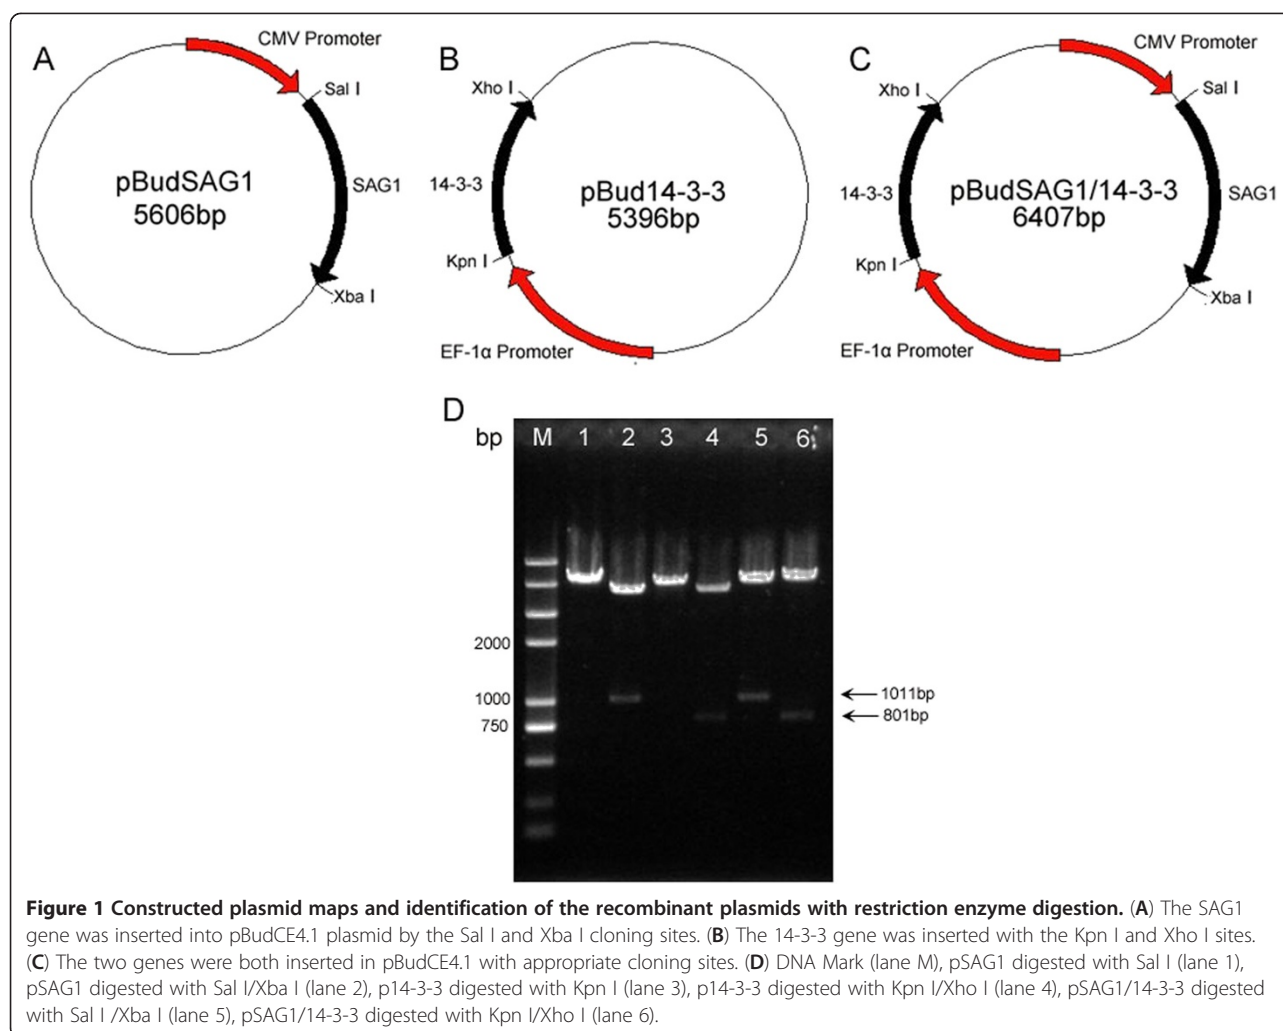 A
CMV Promoter
Sal I
pBudSAG1
5606bp
SAG1
Xba I
B
Xho I
14-3-3
pBud14-3-3
5396bp
Kpn I
EF-1α Promoter
C
CMV Promoter
Xho I
Sal I
14-3-3
pBudSAG1/14-3-3
6407bp
SAG1
Kpn I
Xba I
EF-1α Promoter
D
bp M 1 2 3 4 5 6
2000
1000
750
1011bp
801bp
Figure 1 Constructed plasmid maps and identification of the recombinant plasmids with restriction enzyme digestion. (A) The SAG1
gene was inserted into pBudCE4.1 plasmid by the Sal I and Xba I cloning sites. (B) The 14-3-3 gene was inserted with the Kpn I and Xho I sites.
(C) The two genes were both inserted in pBudCE4.1 with appropriate cloning sites. (D) DNA Mark (lane M), pSAG1 digested with Sal I (lane 1),
pSAG1 digested with Sal I/Xba I (lane 2), p14-3-3 digested with Kpn I (lane 3), p14-3-3 digested with Kpn I/Xho I (lane 4), pSAG1/14-3-3 digested
with Sal I /Xba I (lane 5), pSAG1/14-3-3 digested with Kpn I/Xho I (lane 6).